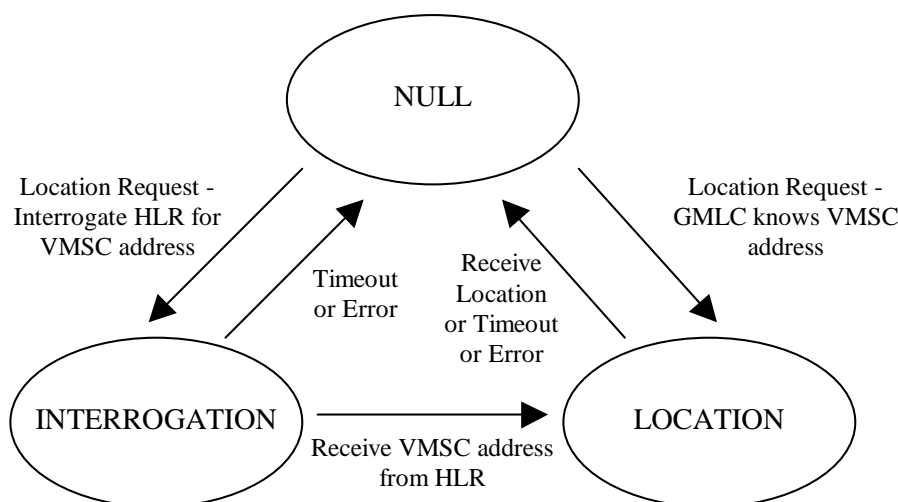 NULL
Location Request -
Interrogate HLR for
VMSC address
Timeout
or Error
Receive
Location
or Timeout
or Error
Location Request -
GMLC knows VMSC
address
INTERROGATION
Receive VMSC address
from HLR
LOCATION